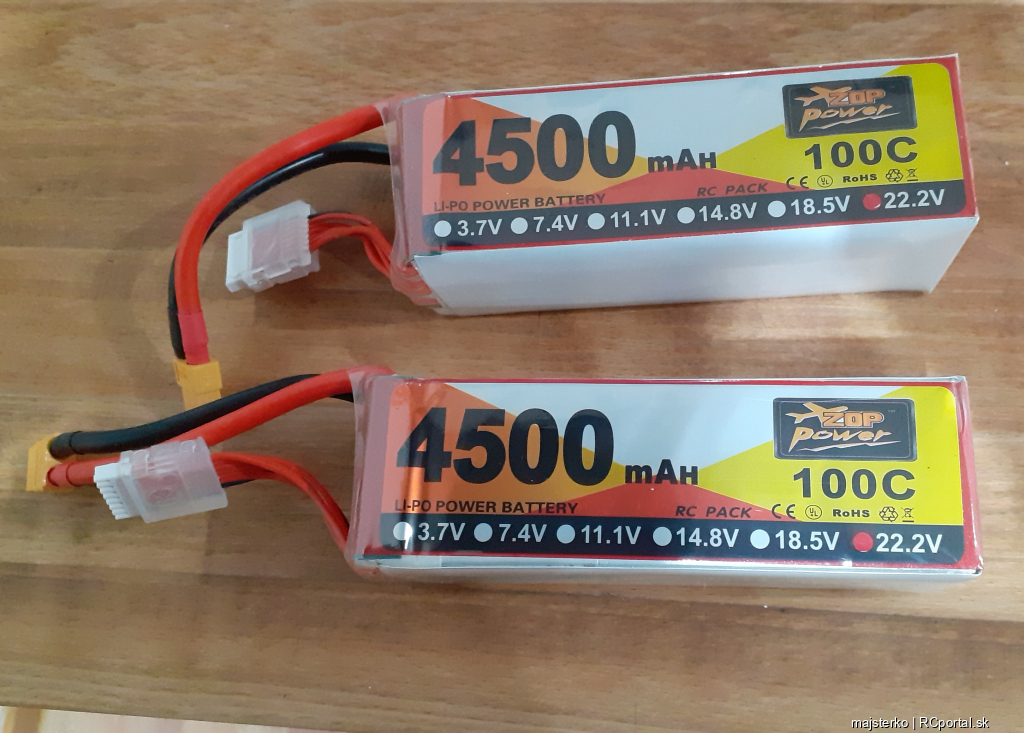 ZOP
power
4500 mAH
100C
LI-PO POWER BATTERY
RC PACK CE UL RoHS
3.7V 7.4V 11.1V 14.8V 18.5V 22.2V
ZOP
power
4500 mAH
100C
LI-PO POWER BATTERY
RC PACK CE UL RoHS
3.7V 7.4V 11.1V 14.8V 18.5V 22.2V
majsterko | RCportal.sk